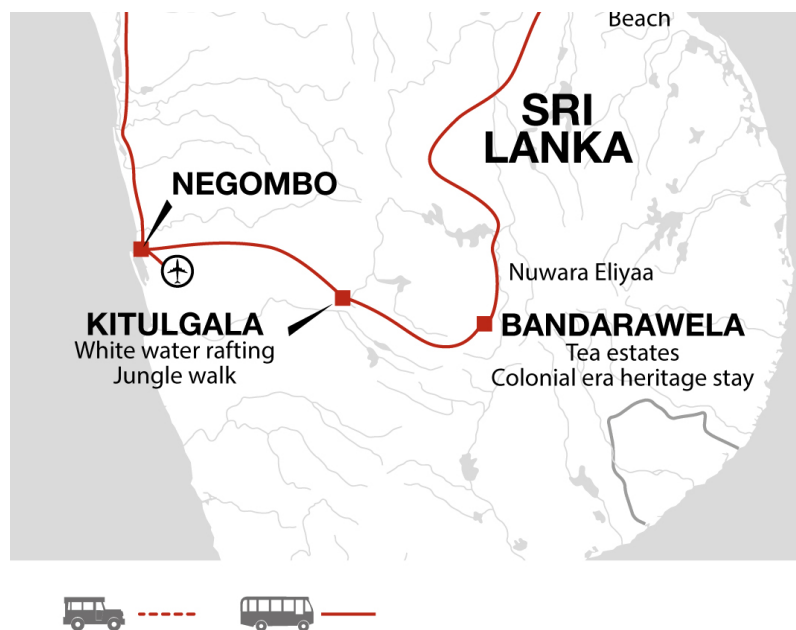 Beach
SRI
LANKA
NEGOMBO
Nuwara Eliyaa
KITULGALA
White water rafting
Jungle walk
BANDARAWELA
Tea estates
Colonial era heritage stay